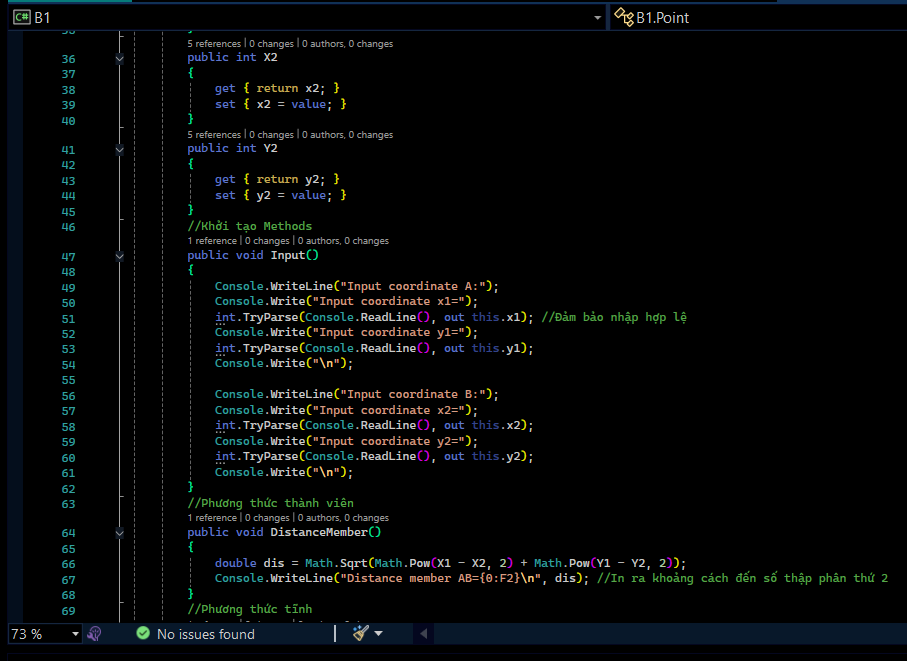 B1 B1.Point
35
5 references | 0 changes | 0 authors, 0 changes
36 public int X2
37 {
38 get { return x2; }
39 set { x2 = value; }
40 }
5 references | 0 changes | 0 authors, 0 changes
41 public int Y2
42 {
43 get { return y2; }
44 set { y2 = value; }
45 }
46 //Khởi tạo Methods
1 reference | 0 changes | 0 authors, 0 changes
47 public void Input()
48 {
49 Console.WriteLine("Input coordinate A:");
50 Console.Write("Input coordinate x1=");
51 int.TryParse(Console.ReadLine(), out this.x1); //Đảm bảo nhập hợp lệ
52 Console.Write("Input coordinate y1=");
53 int.TryParse(Console.ReadLine(), out this.y1);
54 Console.Write("\n");
55
56 Console.WriteLine("Input coordinate B:");
57 Console.Write("Input coordinate x2=");
58 int.TryParse(Console.ReadLine(), out this.x2);
59 Console.Write("Input coordinate y2=");
60 int.TryParse(Console.ReadLine(), out this.y2);
61 Console.Write("\n");
62 }
63 //Phương thức thành viên
1 reference | 0 changes | 0 authors, 0 changes
64 public void DistanceMember()
65 {
66 double dis = Math.Sqrt(Math.Pow(X1 - X2, 2) + Math.Pow(Y1 - Y2, 2));
67 Console.WriteLine("Distance member AB={0:F2}\n", dis); //In ra khoảng cách đến số thập phân thứ 2
68 }
69 //Phương thức tĩnh
73 % No issues found